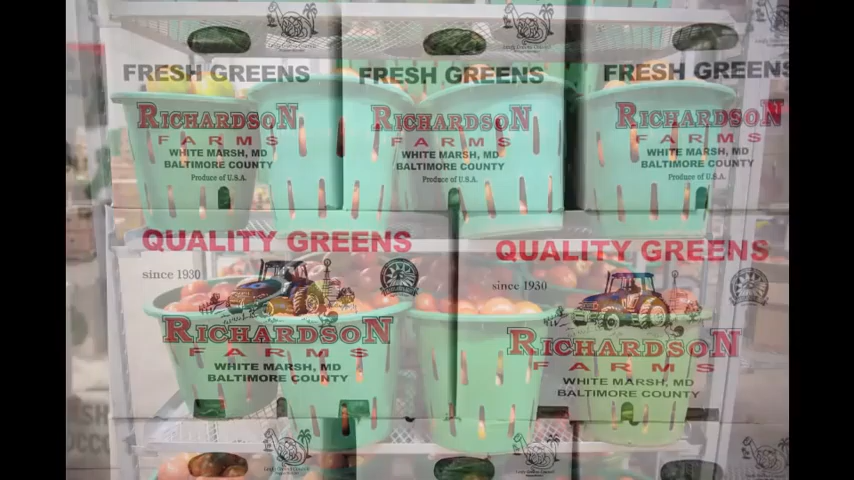 FRESH GREENS FRESH GREENS FRESH GREENS
RICHARDSON RICHARDSON RICHARDSON
FARMS FARMS FARMS
WHITE MARSH, MD WHITE MARSH, MD WHITE MARSH, MD
BALTIMORE COUNTY BALTIMORE COUNTY BALTIMORE COUNTY
Produce of U.S.A. Produce of U.S.A. Produce of U.S.A.
QUALITY GREENS QUALITY GREENS
since 1930 since 1930
RICHARDSON RICHARDSON
FARMS FARMS
WHITE MARSH, MD WHITE MARSH, MD
BALTIMORE COUNTY BALTIMORE COUNTY
FRESH